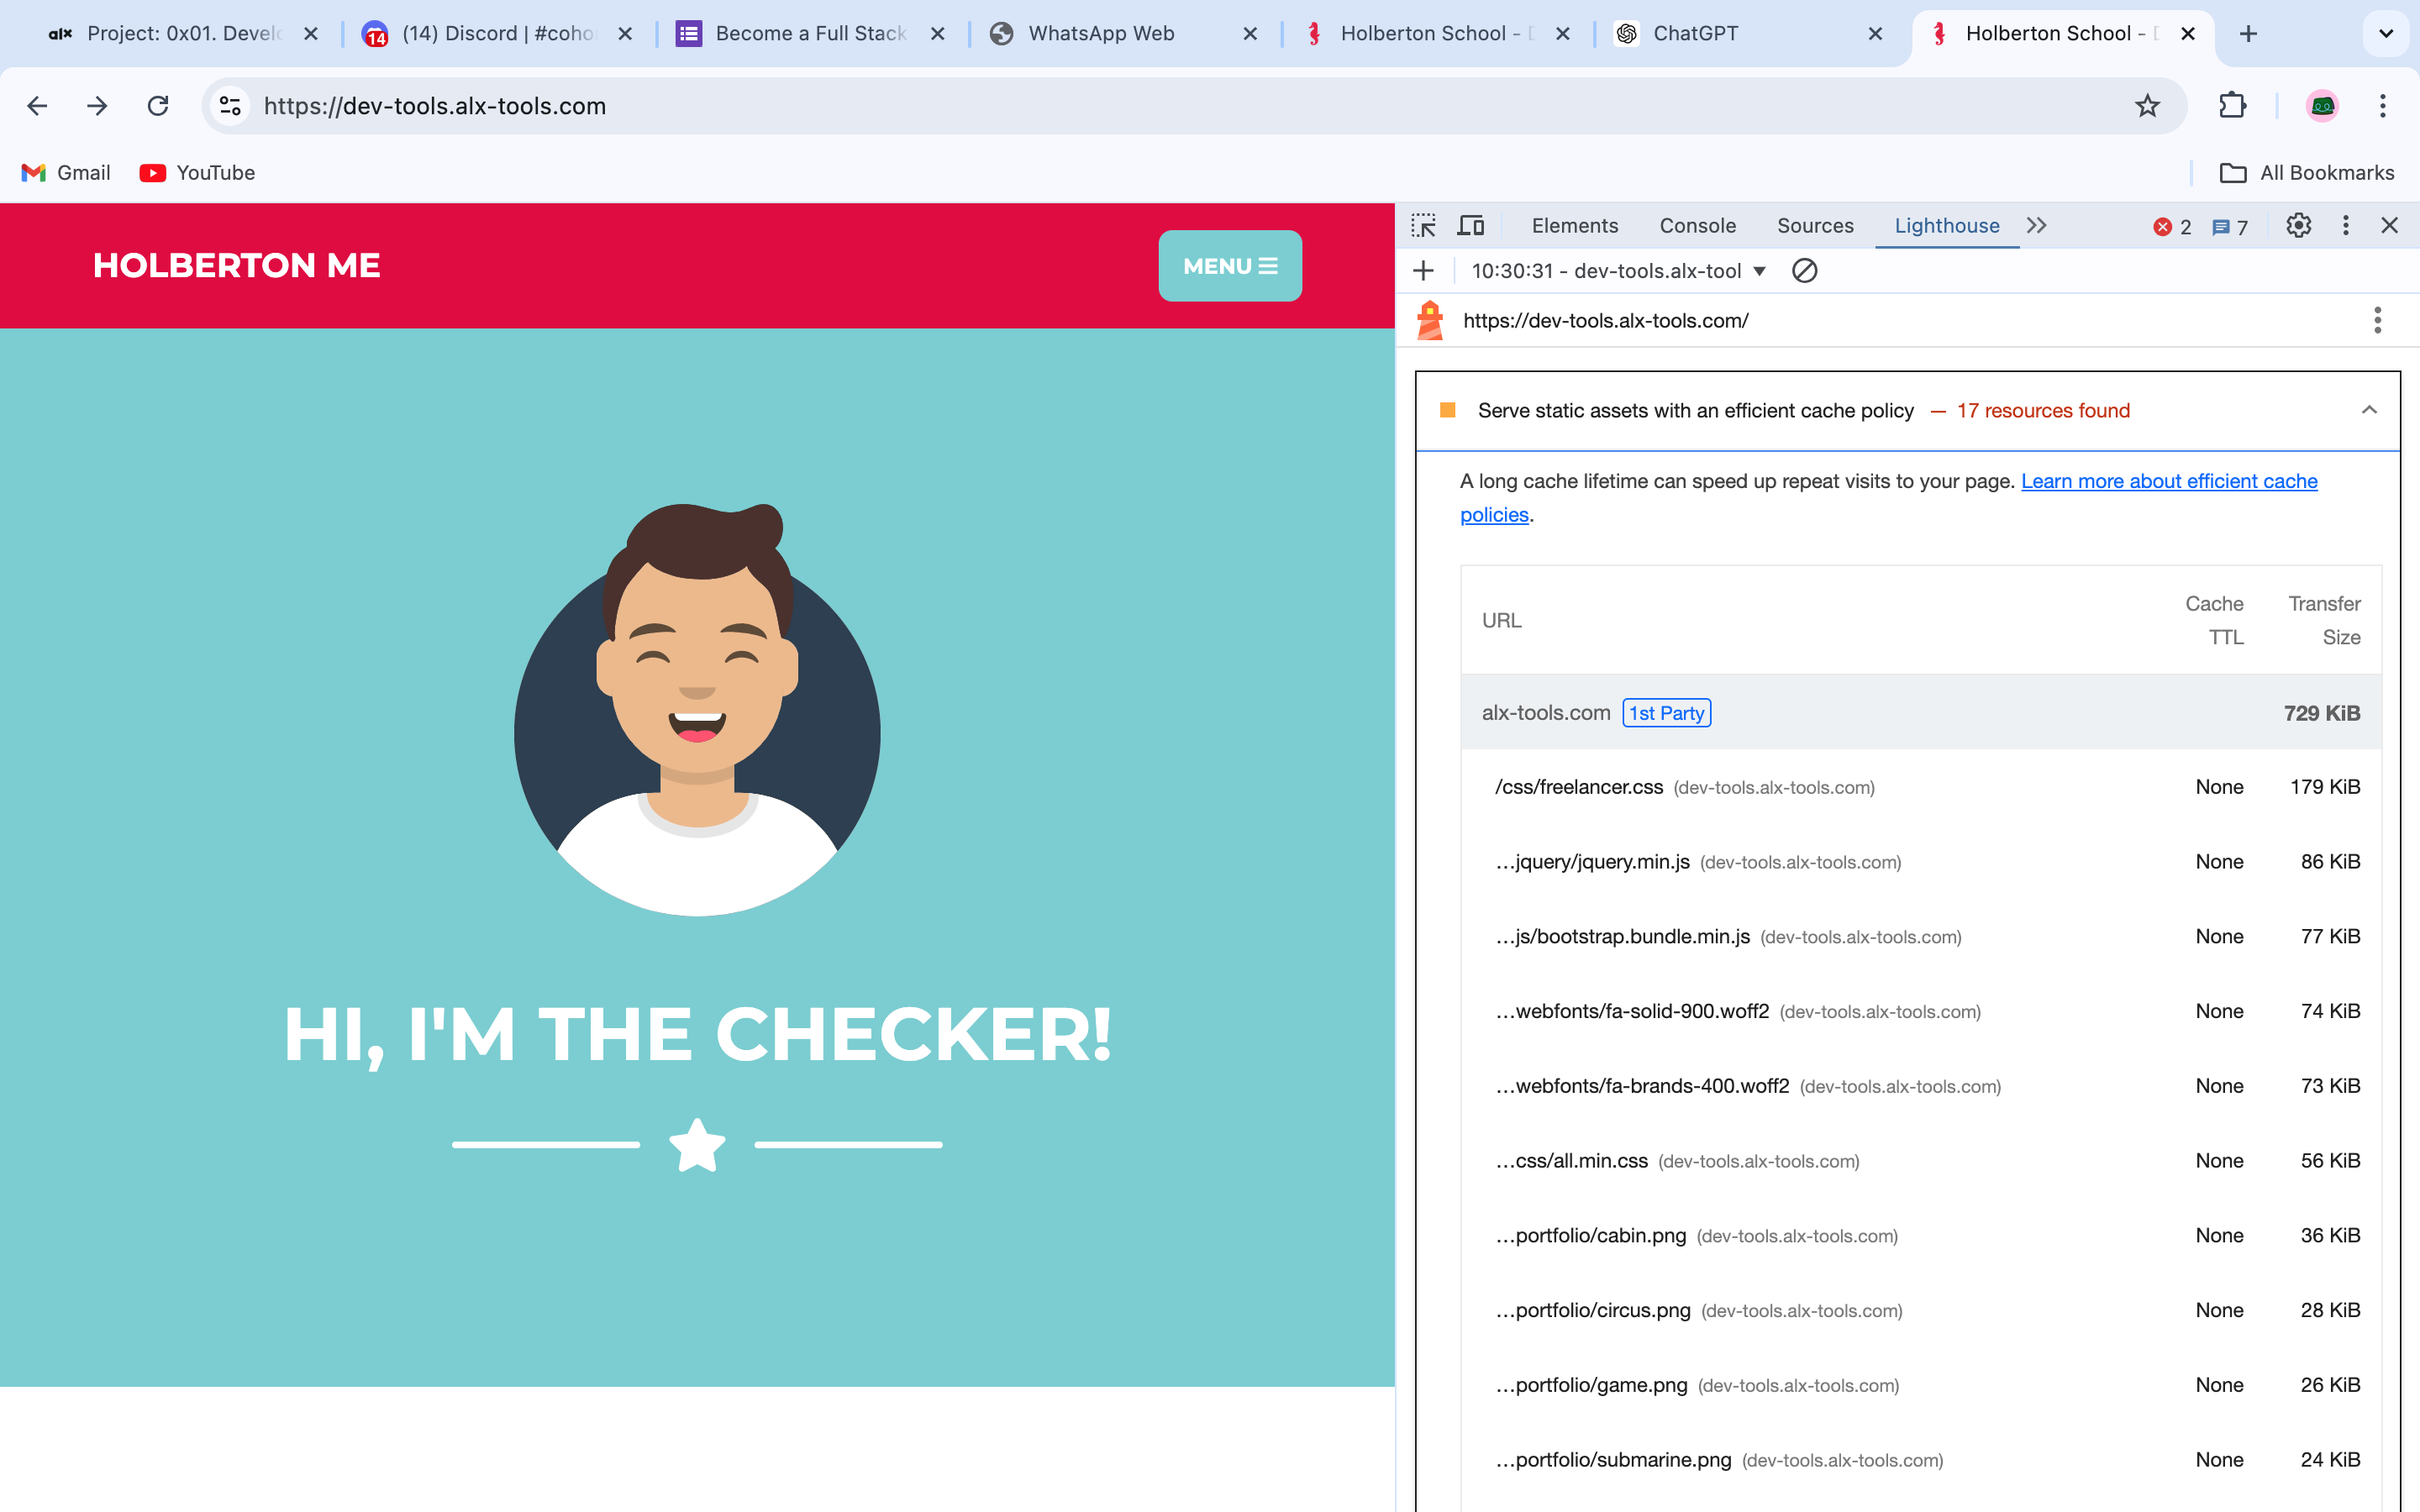 alx Project: 0x01. Develo
14 (14) Discord | #coho
Become a Full Stack
WhatsApp Web
Holberton School - D
ChatGPT
Holberton School - D
https://dev-tools.alx-tools.com
Gmail
YouTube
All Bookmarks
HOLBERTON ME
MENU
HI, I'M THE CHECKER!
Elements Console Sources Lighthouse 2 7
10:30:31 - dev-tools.alx-tool
https://dev-tools.alx-tools.com/
Serve static assets with an efficient cache policy — 17 resources found
A long cache lifetime can speed up repeat visits to your page. Learn more about efficient cache
policies.
URL Cache TTL Transfer Size
alx-tools.com 1st Party 729 KiB
/css/freelancer.css (dev-tools.alx-tools.com) None 179 KiB
…jquery/jquery.min.js (dev-tools.alx-tools.com) None 86 KiB
…js/bootstrap.bundle.min.js (dev-tools.alx-tools.com) None 77 KiB
…webfonts/fa-solid-900.woff2 (dev-tools.alx-tools.com) None 74 KiB
…webfonts/fa-brands-400.woff2 (dev-tools.alx-tools.com) None 73 KiB
…css/all.min.css (dev-tools.alx-tools.com) None 56 KiB
…portfolio/cabin.png (dev-tools.alx-tools.com) None 36 KiB
…portfolio/circus.png (dev-tools.alx-tools.com) None 28 KiB
…portfolio/game.png (dev-tools.alx-tools.com) None 26 KiB
…portfolio/submarine.png (dev-tools.alx-tools.com) None 24 KiB